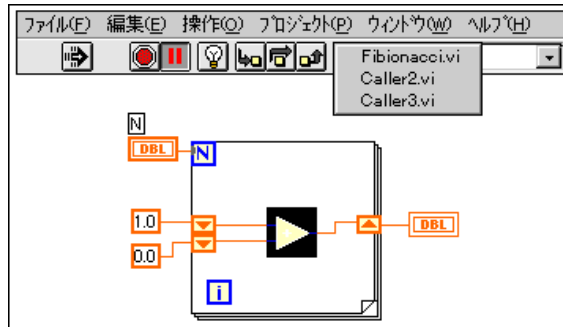 ファイル(F) 編集(E) 操作(O) プロジェクト(P) ウィンドウ(W) ヘルプ(H)
Fibionacci.vi
Caller2.vi
Caller3.vi
N
DBL
N
1.0
DBL
0.0
i